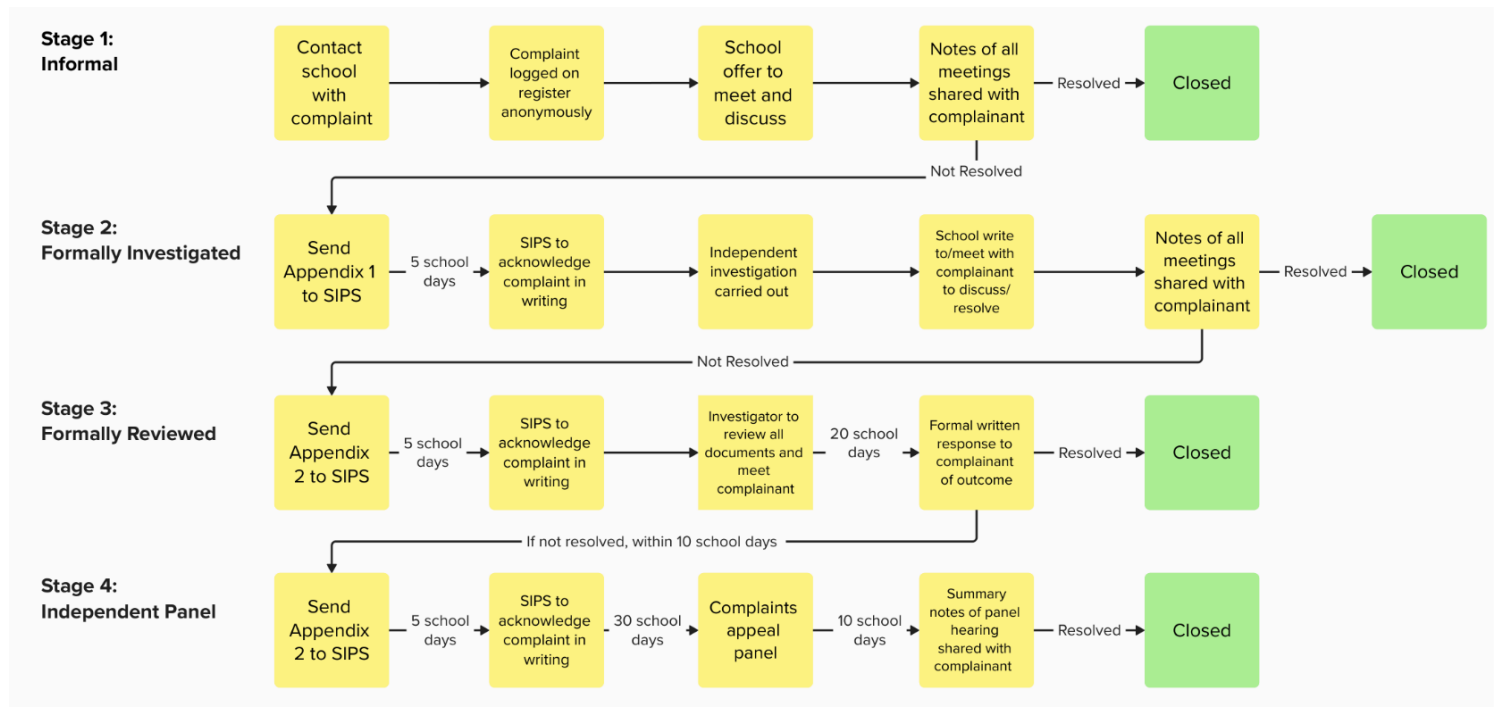 Stage 1:
Informal
Contact
school
with
complaint
Complaint
logged on
register
anonymously
School
offer to
meet and
discuss
Notes of all
meetings
shared with
complainant
Resolved
Closed
Not Resolved
Stage 2:
Formally Investigated
Send
Appendix 1
to SIPS
5 school
days
SIPS to
acknowledge
complaint in
writing
Independent
investigation
carried out
School write
to/meet with
complainant
to discuss/
resolve
Notes of all
meetings
shared with
complainant
Resolved
Closed
Not Resolved
Stage 3:
Formally Reviewed
Send
Appendix
2 to SIPS
5 school
days
SIPS to
acknowledge
complaint in
writing
Investigator to
review all
documents and
meet
complainant
20 school
days
Formal written
response to
complainant
of outcome
Resolved
Closed
If not resolved, within 10 school days
Stage 4:
Independent Panel
Send
Appendix
2 to SIPS
5 school
days
SIPS to
acknowledge
complaint in
writing
30 school
days
Complaints
appeal
panel
10 school
days
Summary
notes of panel
hearing
shared with
complainant
Resolved
Closed